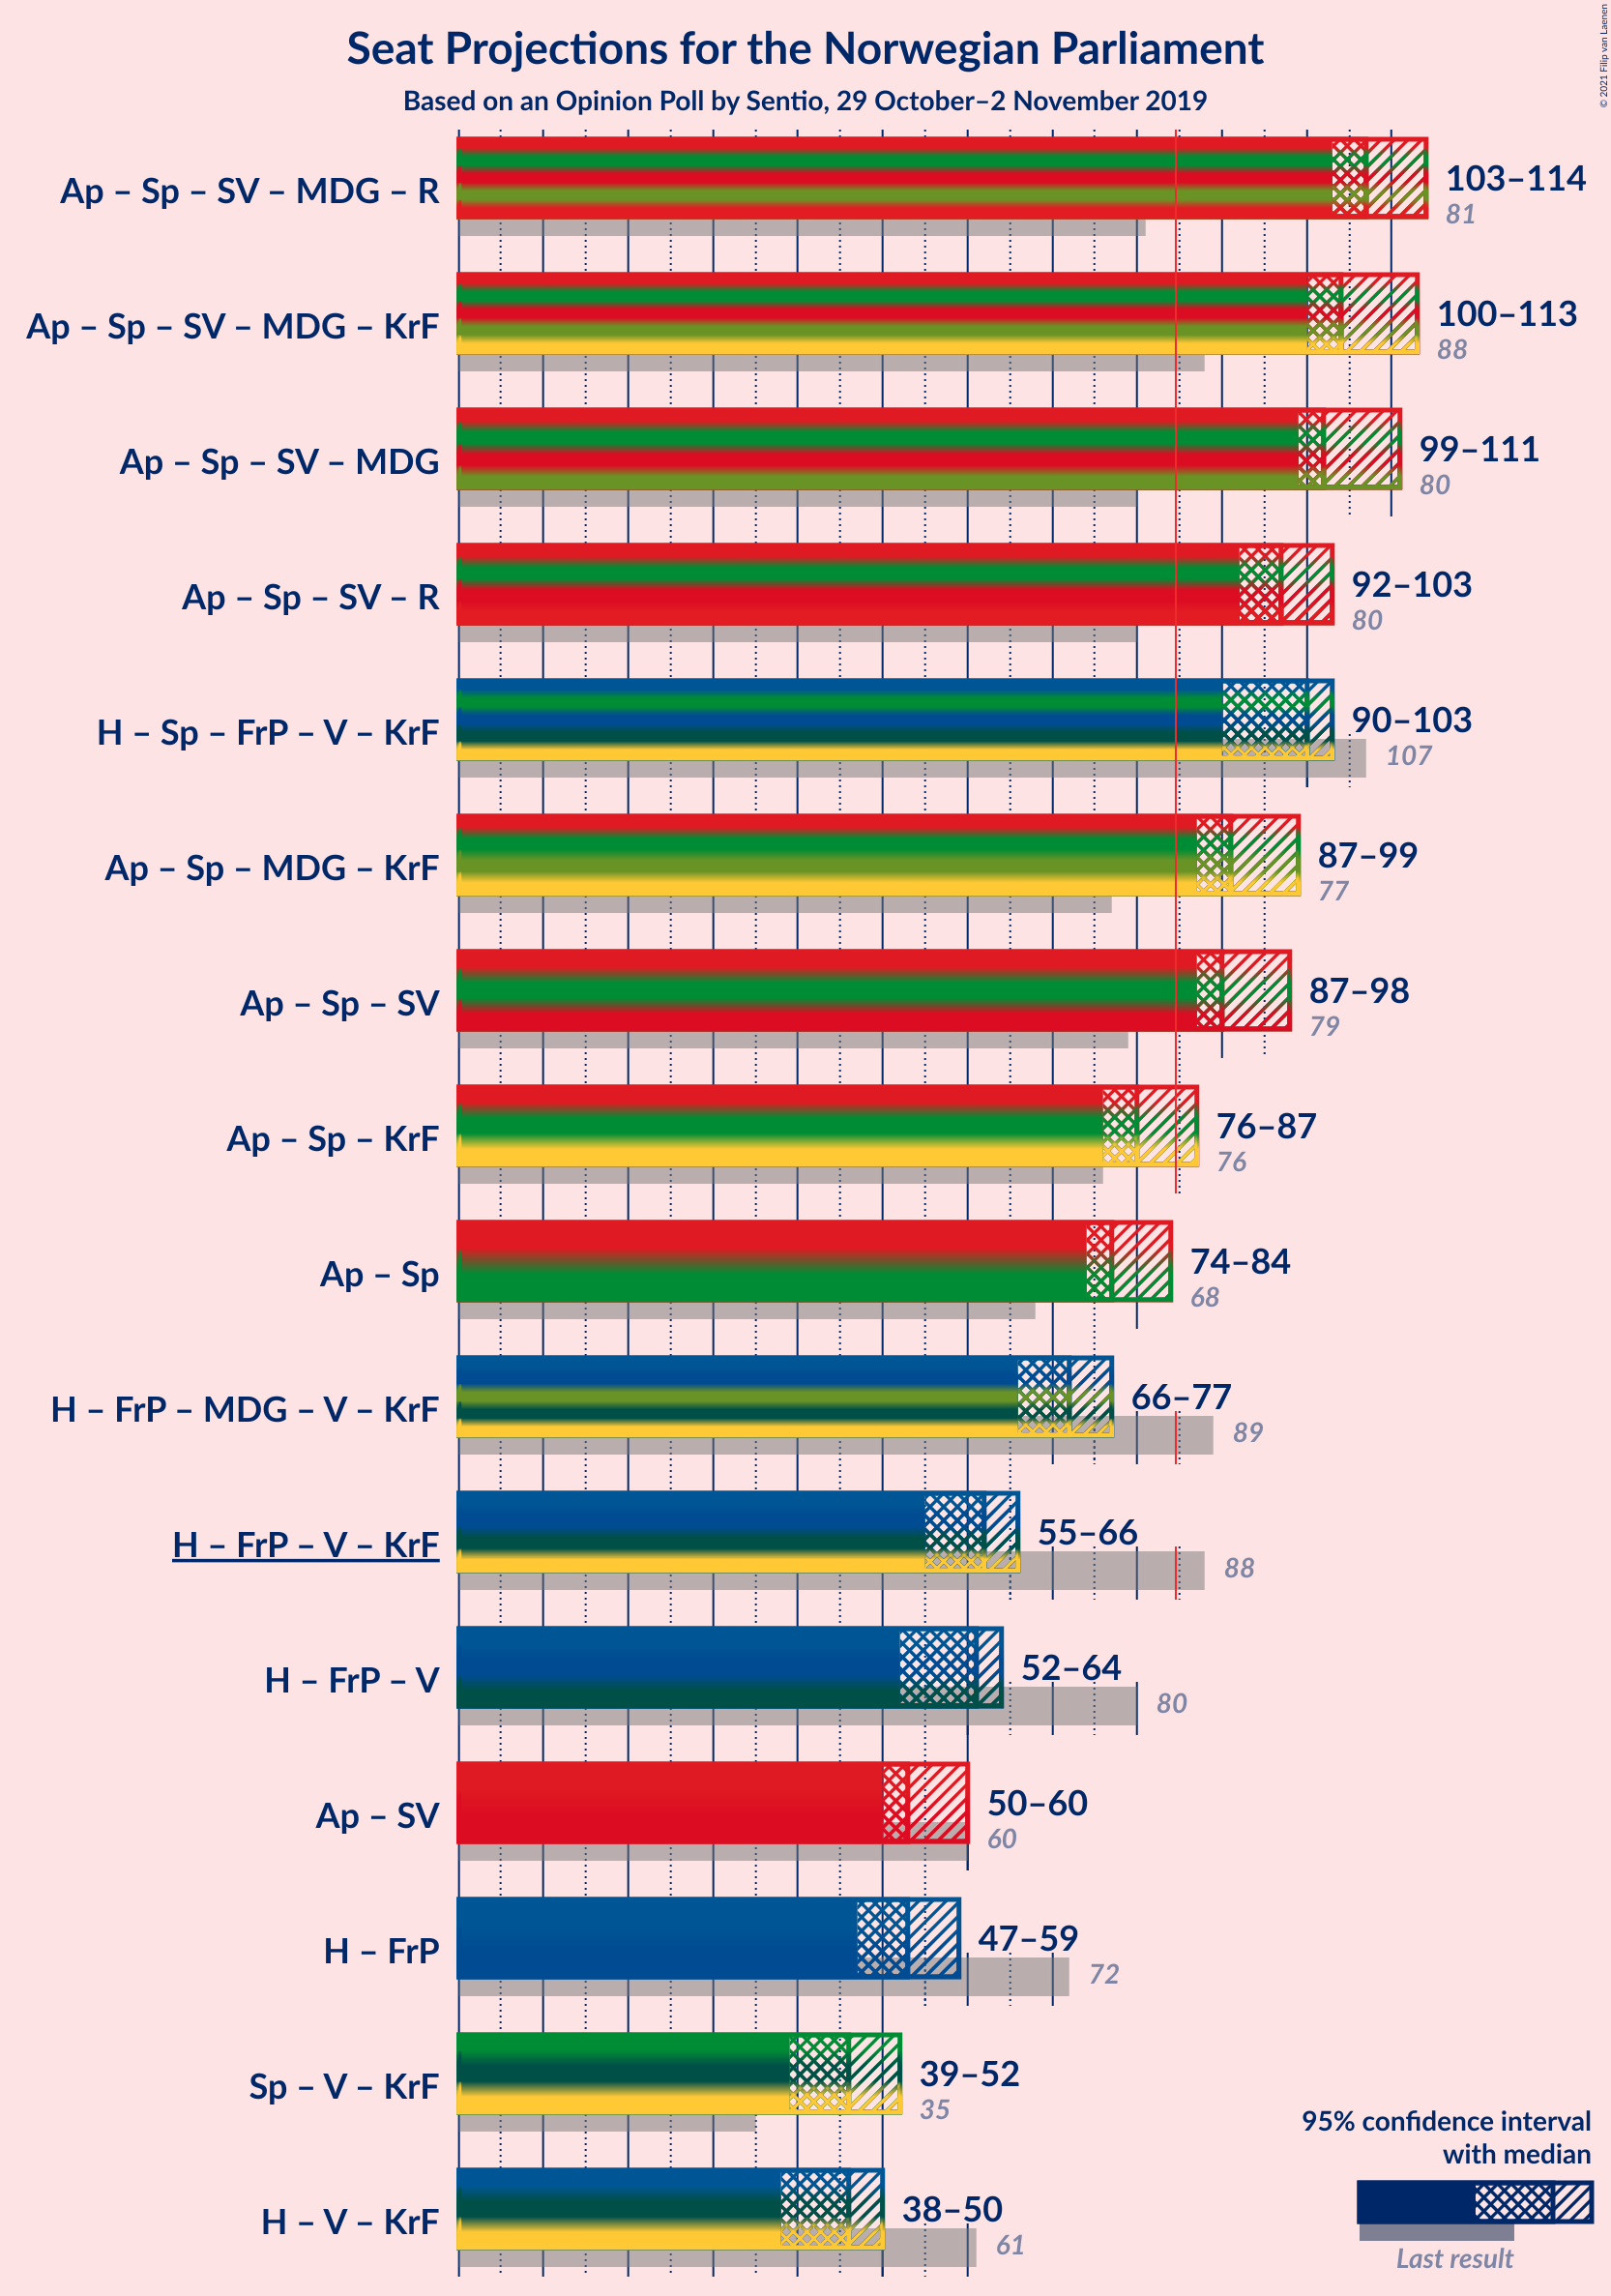 © 2021 Filip van Laenen
Seat Projections for the Norwegian Parliament
Based on an Opinion Poll by Sentio, 29 October–2 November 2019
Ap – Sp – SV – MDG – R
103–114
81
Ap – Sp – SV – MDG – KrF
100–113
88
Ap – Sp – SV – MDG
99–111
80
Ap – Sp – SV – R
92–103
80
H – Sp – FrP – V – KrF
90–103
107
Ap – Sp – MDG – KrF
87–99
77
Ap – Sp – SV
87–98
79
Ap – Sp – KrF
76–87
76
Ap – Sp
74–84
68
H – FrP – MDG – V – KrF
66–77
89
H – FrP – V – KrF
55–66
88
H – FrP – V
52–64
80
Ap – SV
50–60
60
H – FrP
47–59
72
Sp – V – KrF
39–52
35
H – V – KrF
38–50
61
95% confidence interval
with median
Last result